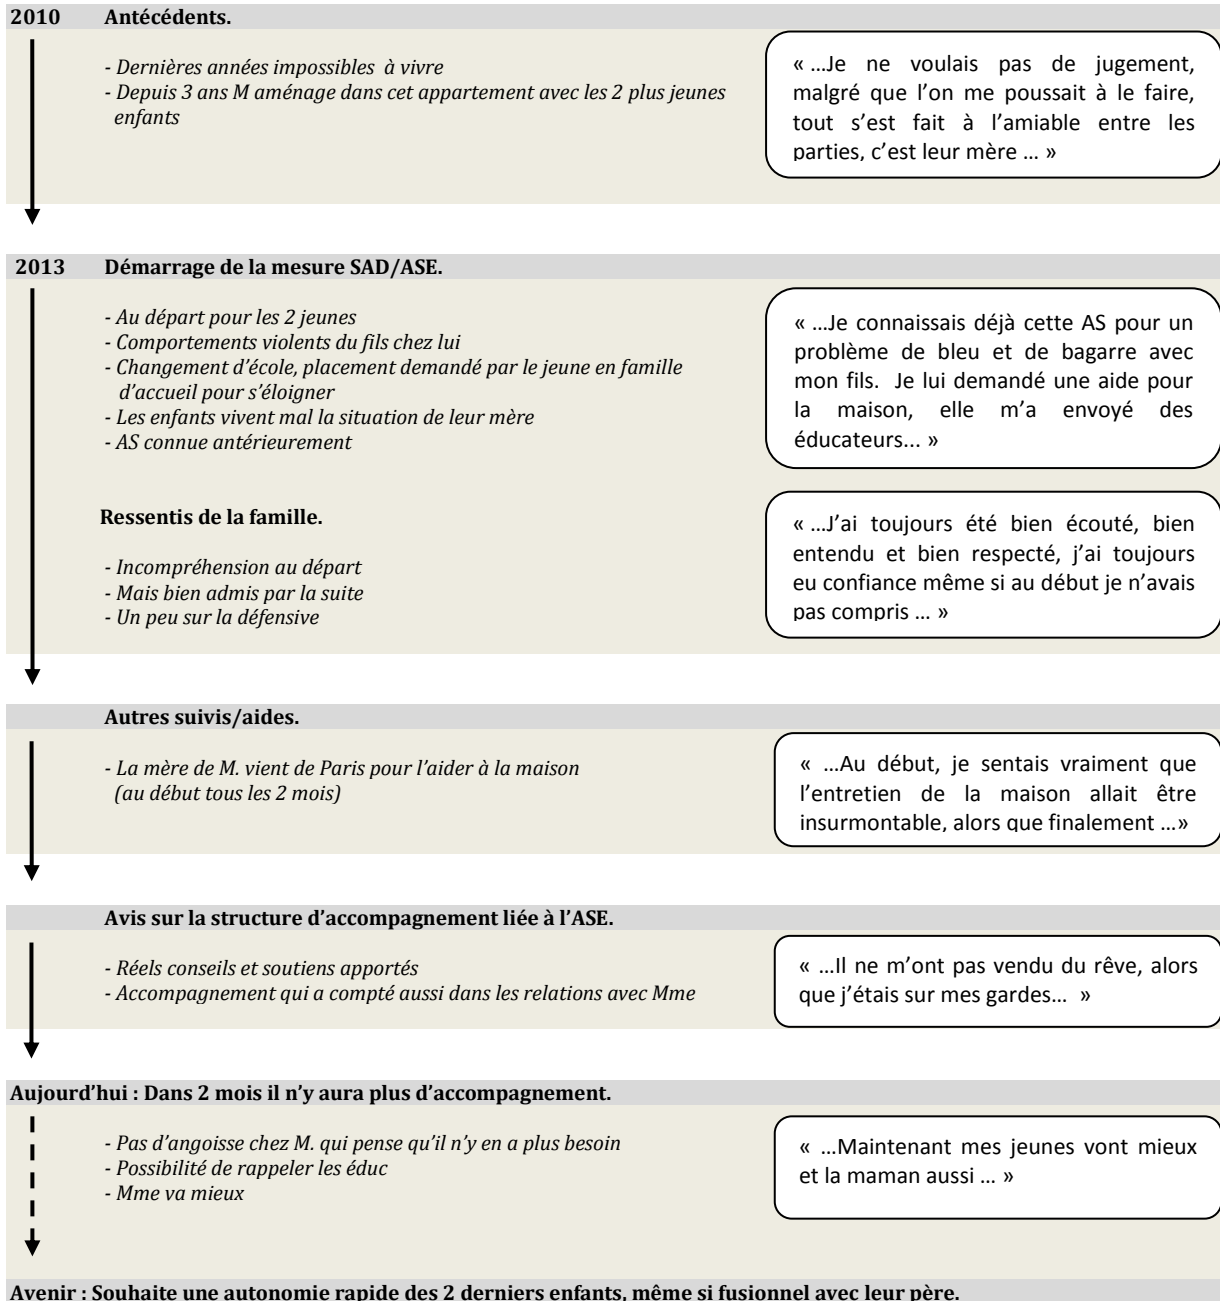 2010 Antécédents.
- Dernières années impossibles à vivre
- Depuis 3 ans M aménage dans cet appartement avec les 2 plus jeunes
enfants
« …Je ne voulais pas de jugement,
malgré que l’on me poussait à le faire,
tout s’est fait à l’amiable entre les
parties, c’est leur mère … »
2013 Démarrage de la mesure SAD/ASE.
- Au départ pour les 2 jeunes
- Comportements violents du fils chez lui
- Changement d’école, placement demandé par le jeune en famille
d’accueil pour s’éloigner
- Les enfants vivent mal la situation de leur mère
- AS connue antérieurement
« …Je connaissais déjà cette AS pour un
problème de bleu et de bagarre avec
mon fils. Je lui demandé une aide pour
la maison, elle m’a envoyé des
éducateurs... »
Ressentis de la famille.
- Incompréhension au départ
- Mais bien admis par la suite
- Un peu sur la défensive
« …J’ai toujours été bien écouté, bien
entendu et bien respecté, j’ai toujours
eu confiance même si au début je n’avais
pas compris … »
Autres suivis/aides.
- La mère de M. vient de Paris pour l’aider à la maison
(au début tous les 2 mois)
« …Au début, je sentais vraiment que
l’entretien de la maison allait être
insurmontable, alors que finalement …»
Avis sur la structure d’accompagnement liée à l’ASE.
- Réels conseils et soutiens apportés
- Accompagnement qui a compté aussi dans les relations avec Mme
« …Il ne m’ont pas vendu du rêve, alors
que j’étais sur mes gardes… »
Aujourd’hui : Dans 2 mois il n’y aura plus d’accompagnement.
- Pas d’angoisse chez M. qui pense qu’il n’y en a plus besoin
- Possibilité de rappeler les éduc
- Mme va mieux
« …Maintenant mes jeunes vont mieux
et la maman aussi … »
Avenir : Souhaite une autonomie rapide des 2 derniers enfants, même si fusionnel avec leur père.